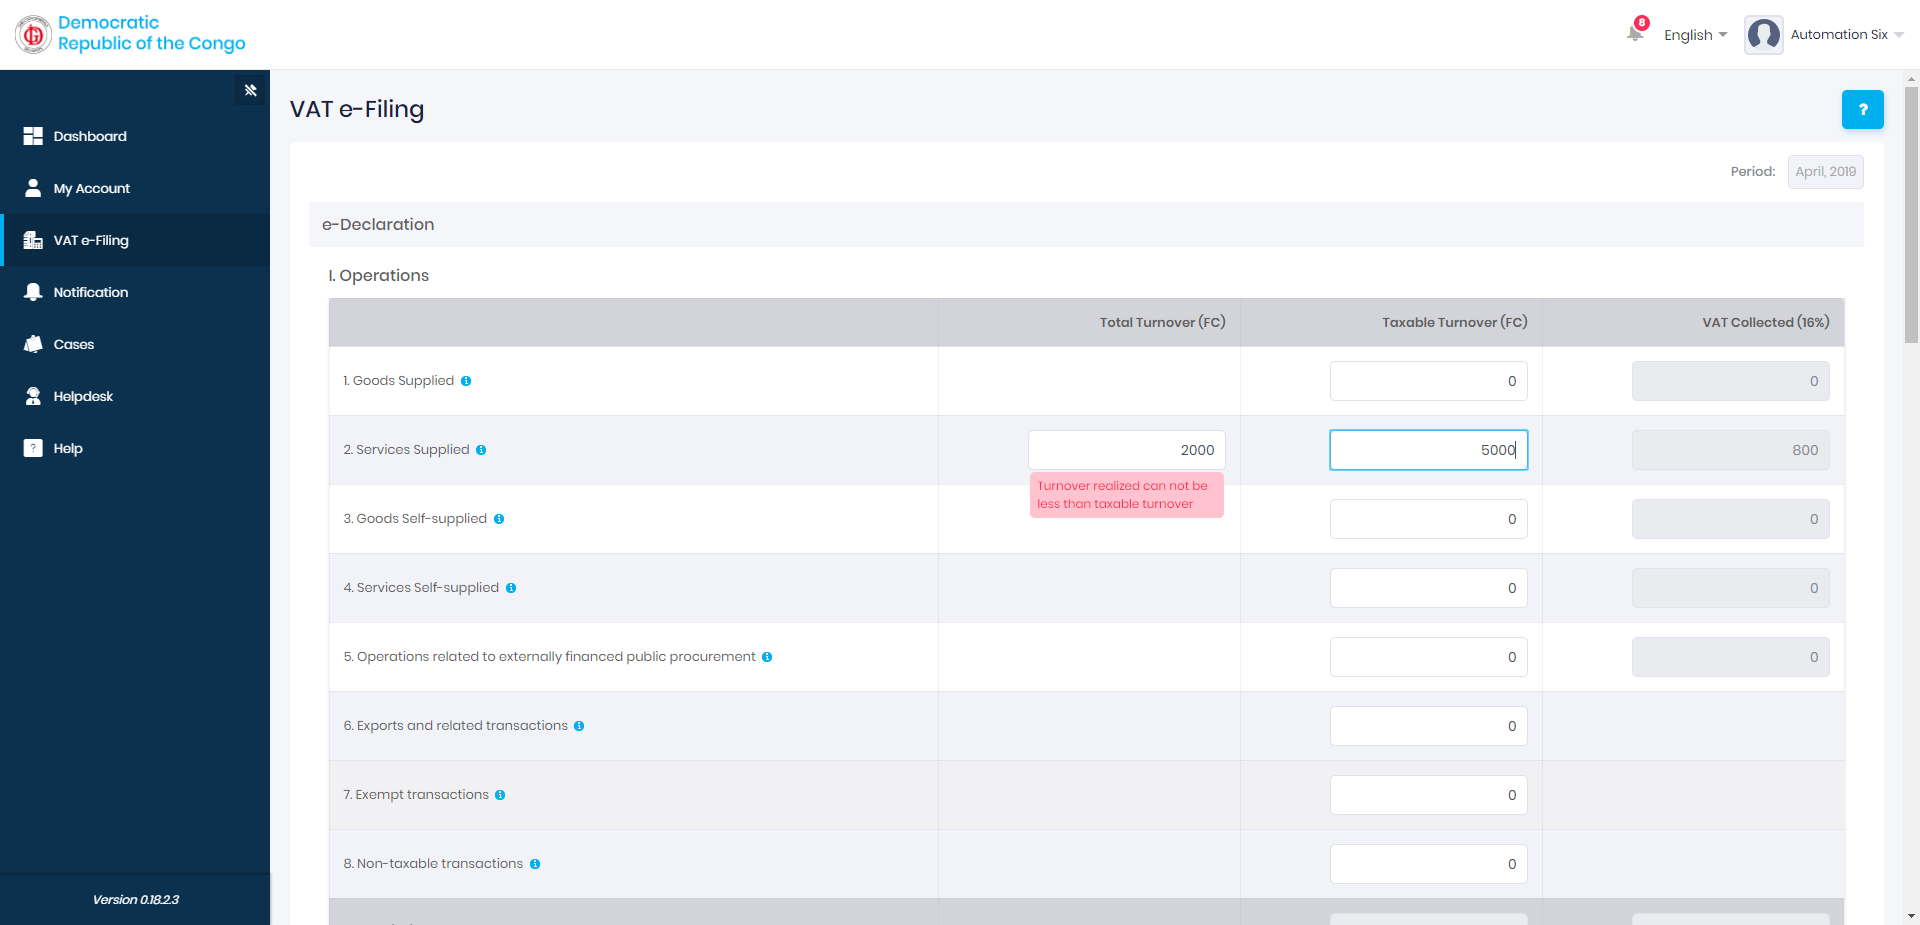 Democratic
Republic of the Congo
8
English
Automation Six
Dashboard
My Account
VAT e-Filing
Notification
Cases
Helpdesk
? Help
Version 0.18.2.3
VAT e-Filing
?
Period: April, 2019
e-Declaration
I. Operations
Total Turnover (FC) Taxable Turnover (FC) VAT Collected (16%)
1. Goods Supplied 0 0
2. Services Supplied 2000 5000 800
Turnover realized can not be
less than taxable turnover
3. Goods Self-supplied 0 0
4. Services Self-supplied 0 0
5. Operations related to externally financed public procurement 0 0
6. Exports and related transactions 0
7. Exempt transactions 0
8. Non-taxable transactions 0